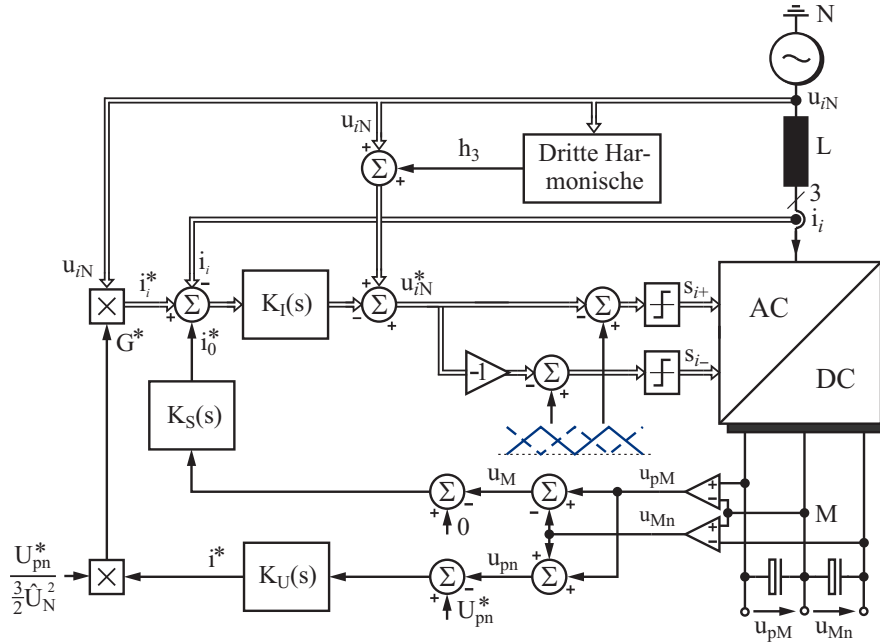 N
u_iN
u_iN
h_3
Dritte Har-
monische
L
3
i_i
u_iN
i_i^*
i_i
K_I(s)
u_iN^*
s_i+
AC
G^*
i_0^*
-1
s_i-
DC
K_S(s)
u_M
u_pM
0
u_Mn
M
U_pn^*
3/2 Û_N^2
i^*
K_U(s)
u_pn
U_pn^*
u_pM
u_Mn